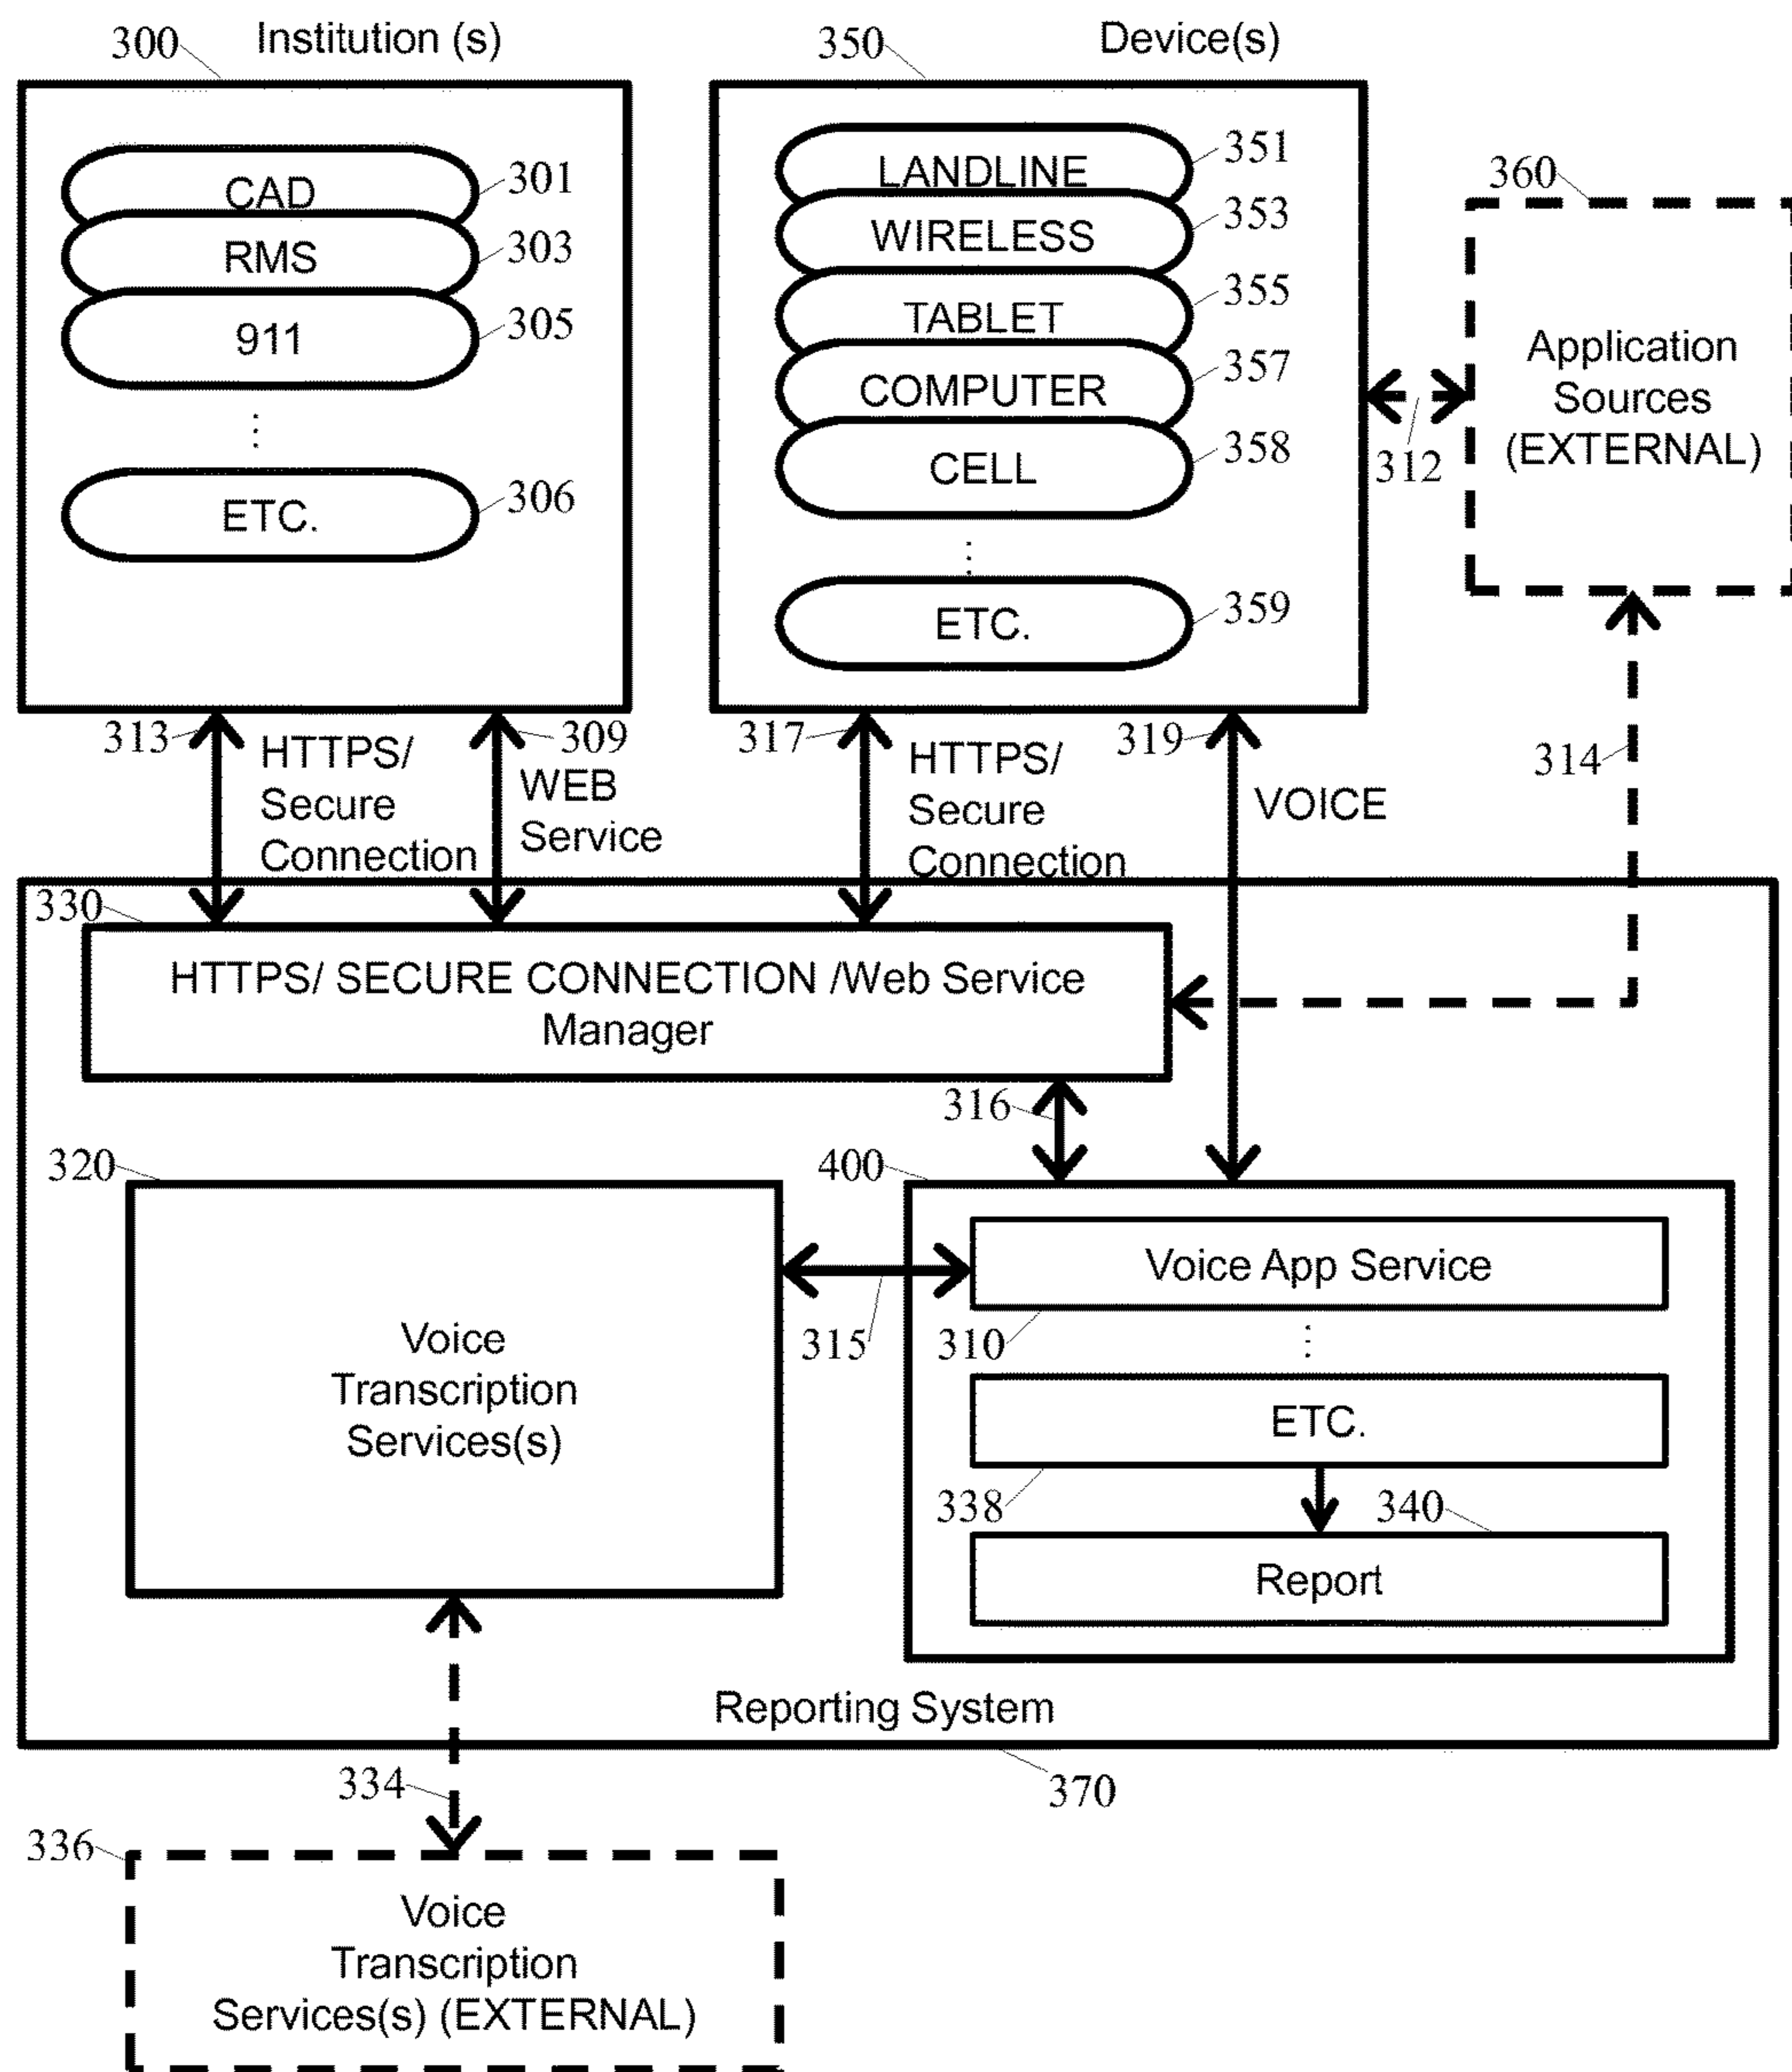 300
Institution (s)
350
Device(s)
CAD
301
RMS
303
911
305
⋮
ETC.
306
LANDLINE
351
WIRELESS
353
TABLET
355
COMPUTER
357
CELL
358
⋮
ETC.
359
360
Application
Sources
(EXTERNAL)
312
314
313
HTTPS/
Secure
Connection
309
WEB
Service
317
HTTPS/
Secure
Connection
319
VOICE
330
HTTPS/ SECURE CONNECTION /Web Service
Manager
316
320
Voice
Transcription
Services(s)
315
400
Voice App Service
310
⋮
ETC.
338
340
Report
Reporting System
370
334
336
Voice
Transcription
Services(s) (EXTERNAL)